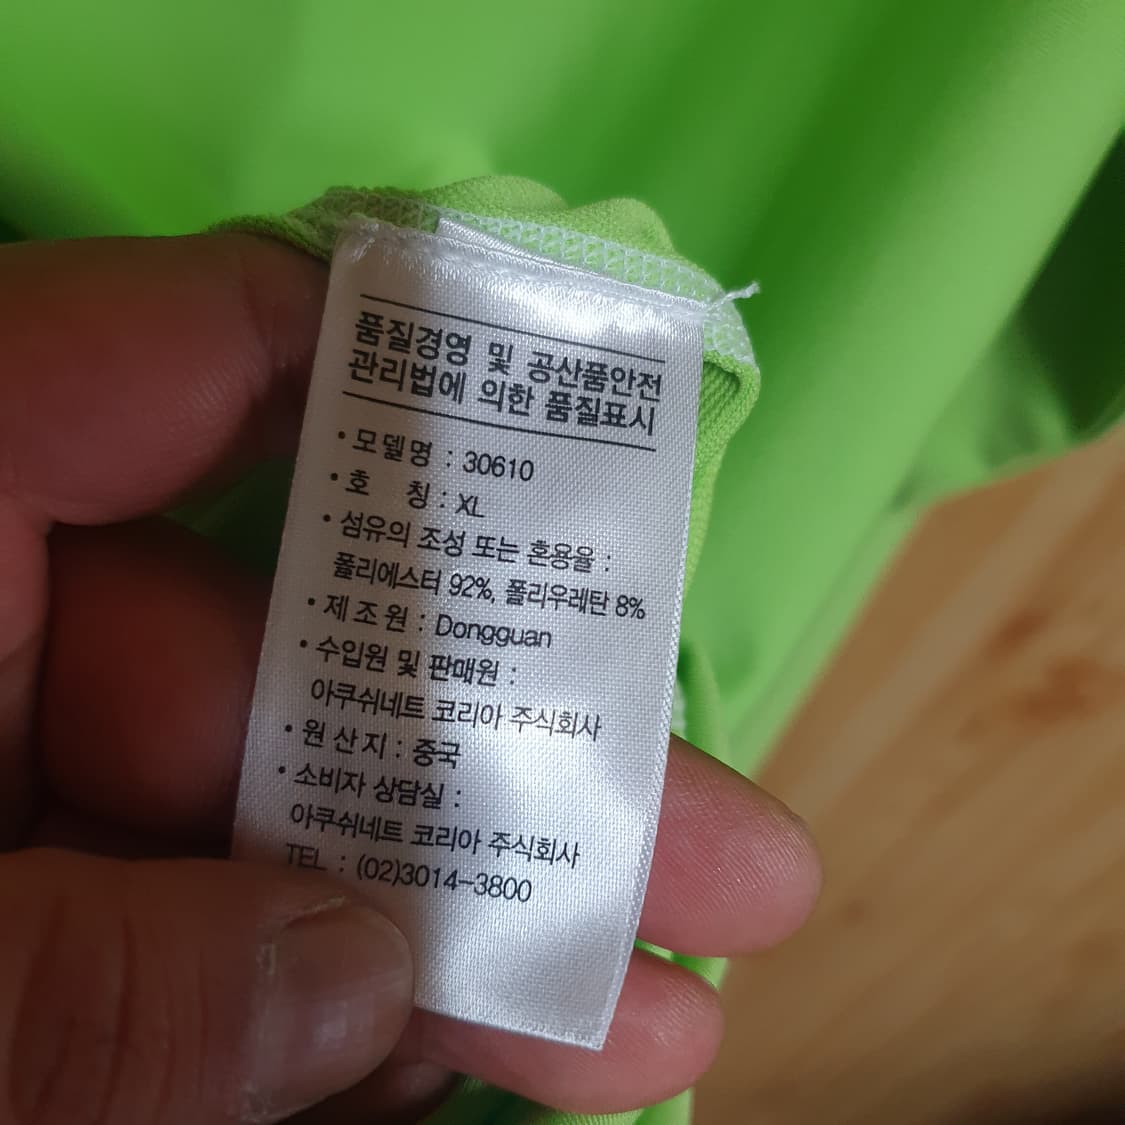 품질경영 및 공산품안전
관리법에 의한 품질표시
• 모델명 : 30610
• 호 칭 : XL
• 섬유의 조성 또는 혼용율 :
폴리에스터 92%, 폴리우레탄 8%
• 제조원 : Dongguan
• 수입원 및 판매원 :
아쿠쉬네트 코리아 주식회사
• 원산지 : 중국
• 소비자 상담실 :
아쿠쉬네트 코리아 주식회사
TEL : (02)3014-3800